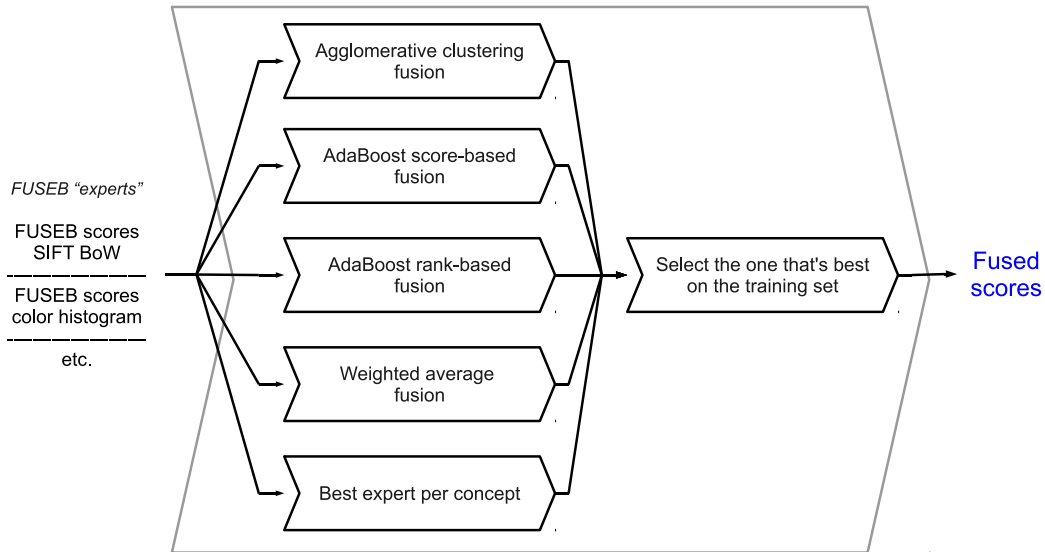 FUSEB “experts”
FUSEB scores
SIFT BoW
FUSEB scores
color histogram
etc.
Agglomerative clustering
fusion
AdaBoost score-based
fusion
AdaBoost rank-based
fusion
Weighted average
fusion
Best expert per concept
Select the one that's best
on the training set
Fused
scores